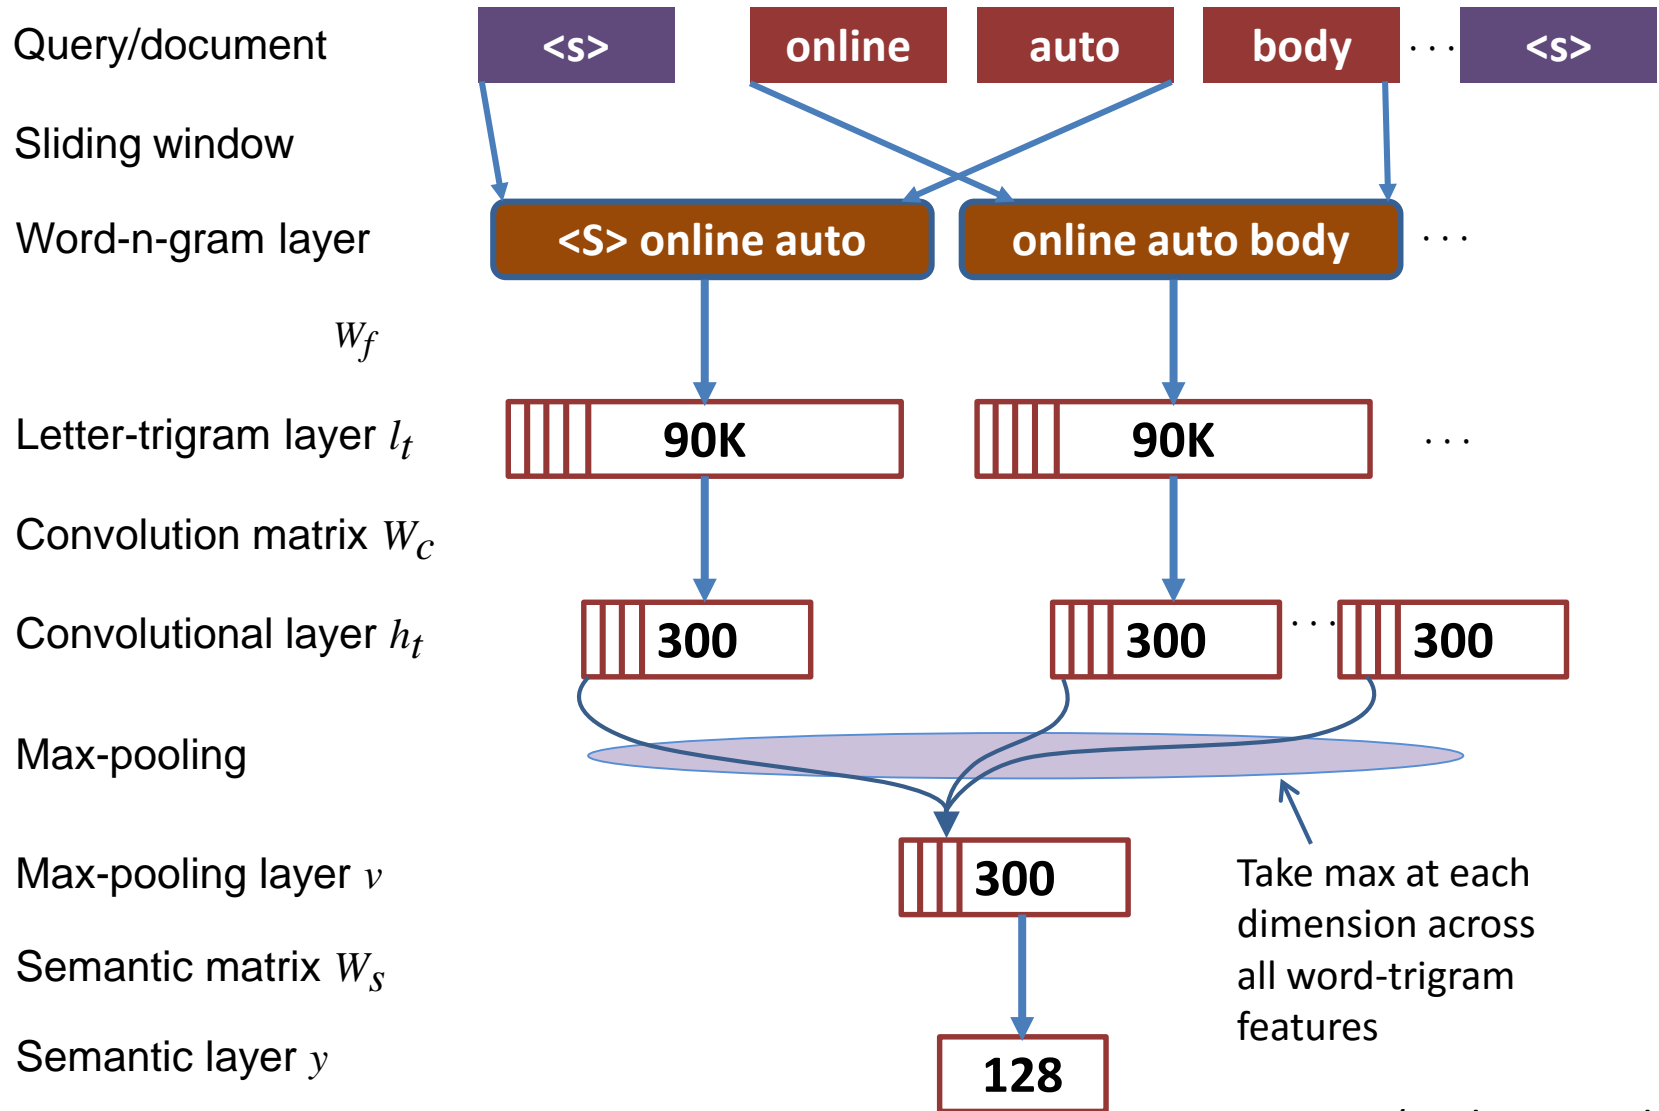 Query/document <s> online auto body ... <s>
Sliding window
Word-n-gram layer <S> online auto online auto body ...
W_f
Letter-trigram layer l_t 90K 90K ...
Convolution matrix W_c
Convolutional layer h_t 300 300 ... 300
Max-pooling
Max-pooling layer v 300
Take max at each
dimension across
all word-trigram
features
Semantic matrix W_s
Semantic layer y 128